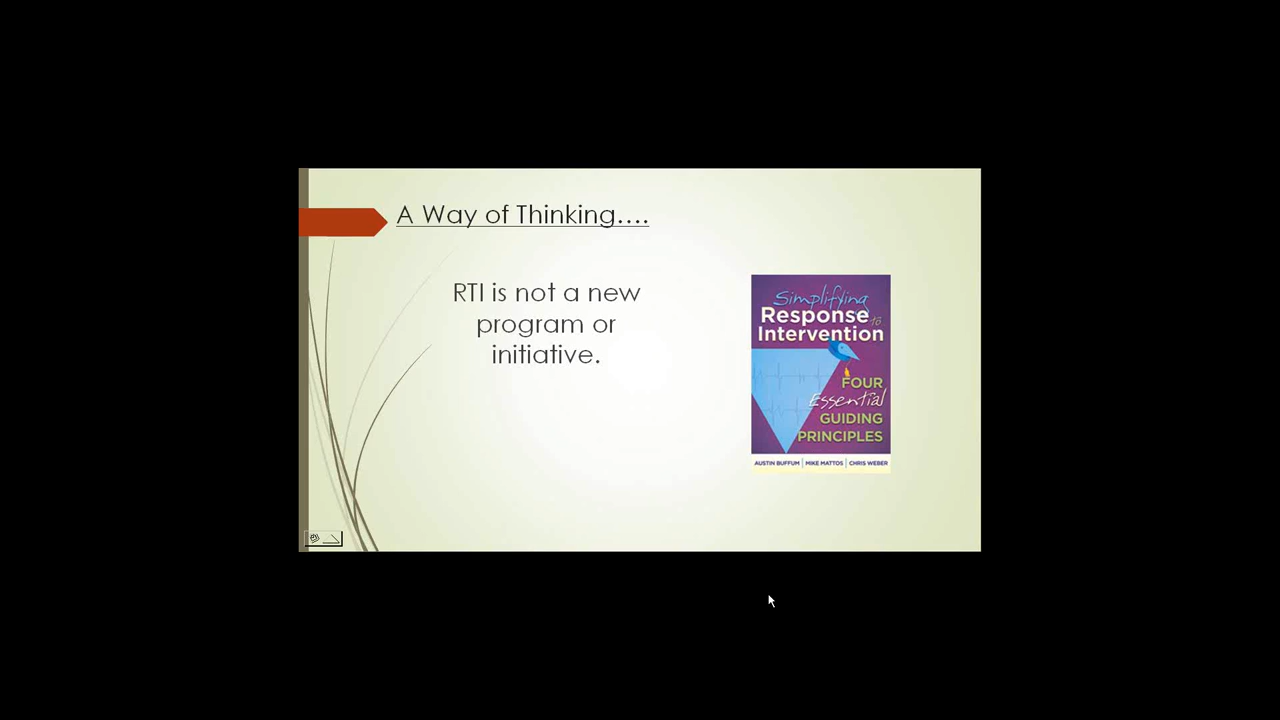 A Way of Thinking....
RTI is not a new
program or
initiative.
Simplifying
Response to
Intervention
FOUR
Essential
GUIDING
PRINCIPLES
AUSTIN BUFFUM | MIKE MATTOS | CHRIS WEBER